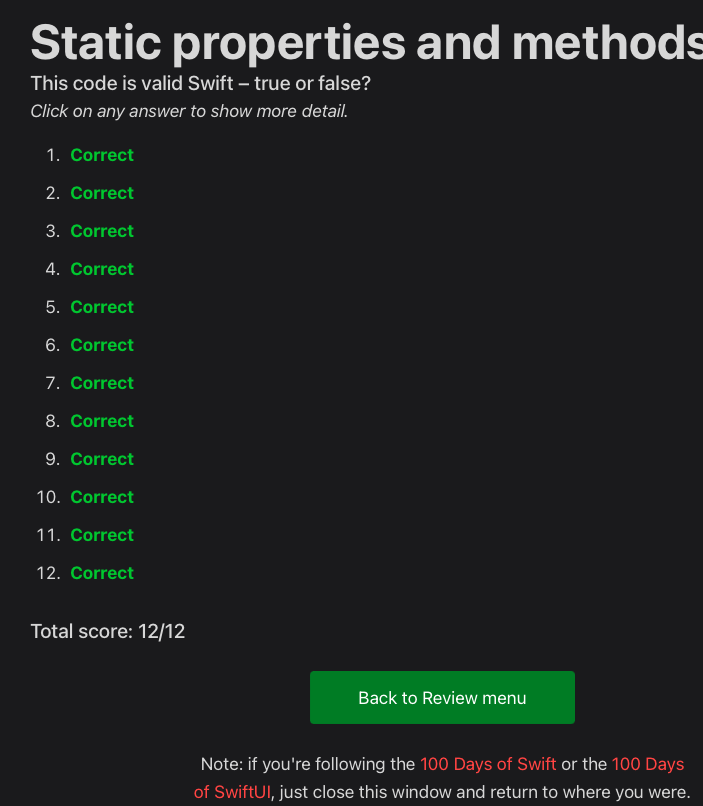 Static properties and methods
This code is valid Swift – true or false?
Click on any answer to show more detail.
1. Correct
2. Correct
3. Correct
4. Correct
5. Correct
6. Correct
7. Correct
8. Correct
9. Correct
10. Correct
11. Correct
12. Correct
Total score: 12/12
Back to Review menu
Note: if you're following the 100 Days of Swift or the 100 Days
of SwiftUI, just close this window and return to where you were.